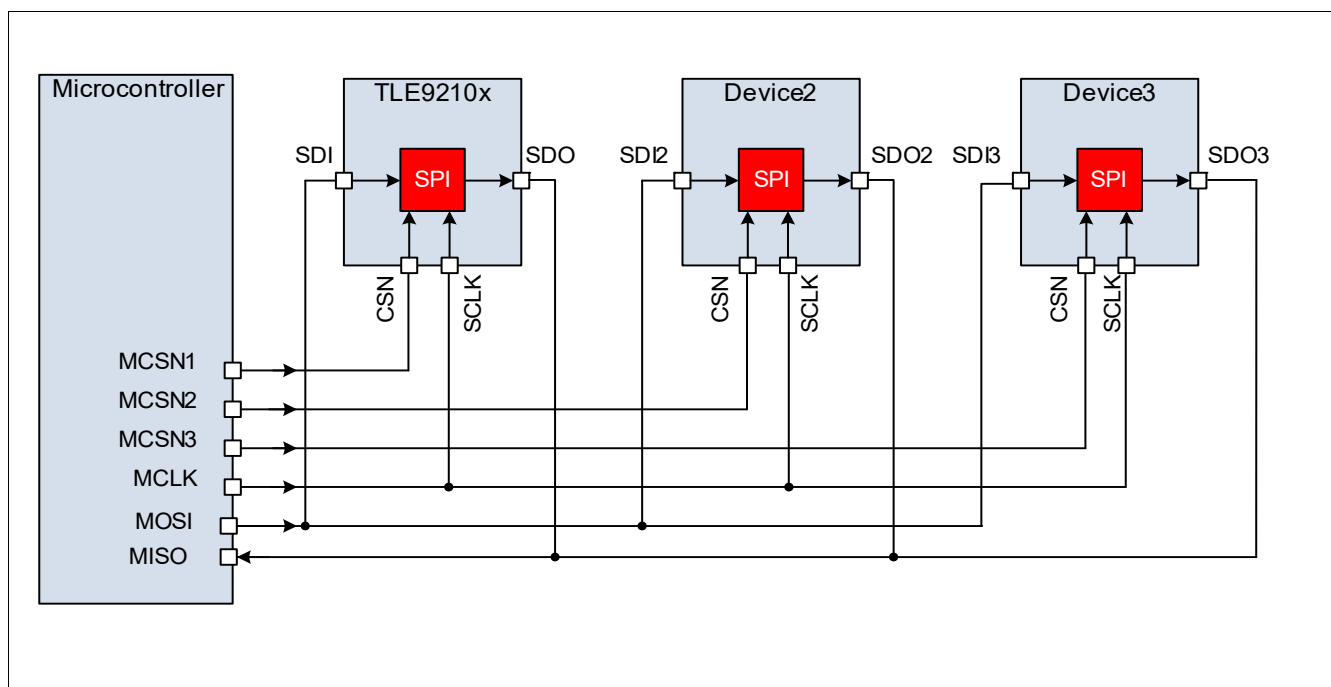 Microcontroller
TLE9210x
Device2
Device3
SDI
SPI
SDO
SDI2
SPI
SDO2
SDI3
SPI
SDO3
CSN
SCLK
CSN
SCLK
CSN
SCLK
MCSN1
MCSN2
MCSN3
MCLK
MOSI
MISO